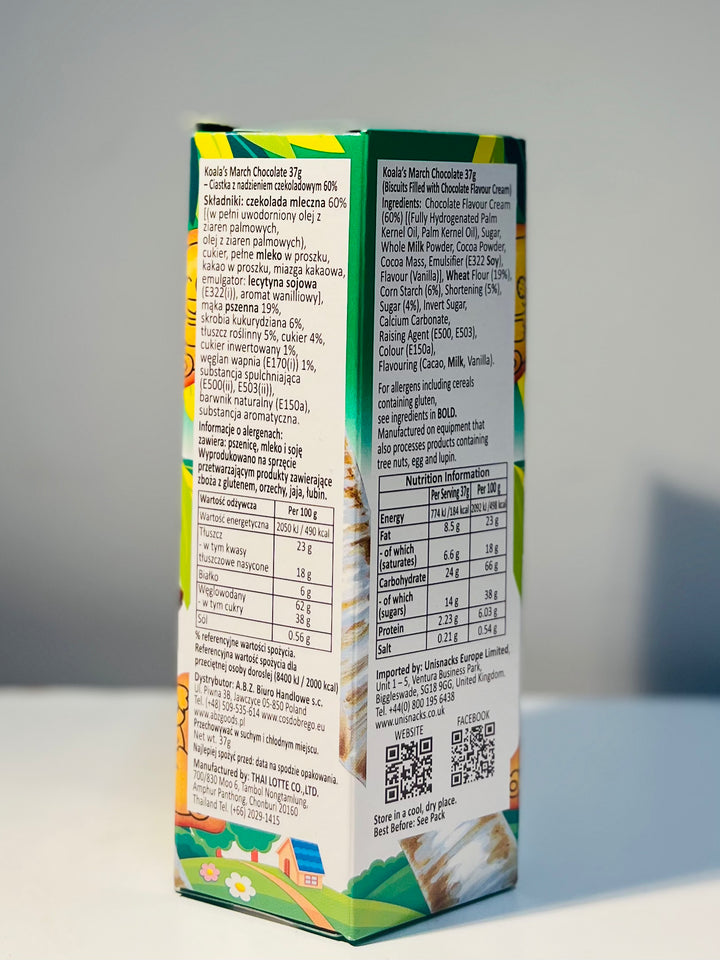 Koala's March Chocolate 37g
– Ciastka z nadzieniem czekoladowym 60%
Składniki: czekolada mleczna 60%
[(w pełni uwodorniony olej z
ziaren palmowych,
olej z ziaren palmowych),
cukier, pełne mleko w proszku,
kakao w proszku, miazga kakaowa,
emulgator: lecytyna sojowa
(E322(i)), aromat wanilliowy],
mąka pszenna 19%,
skrobia kukurydziana 6%,
tłuszcz roślinny 5%, cukier 4%,
cukier inwertowany 1%,
węglan wapnia (E170(i)) 1%,
substancja spulchniająca
(E500(ii), E503(ii)),
barwnik naturalny (E150a),
substancja aromatyczna.
Informacje o alergenach:
zawiera: pszenicę, mleko i soję
Wyprodukowano na sprzęcie
przetwarzającym produkty zawierające
zboża z glutenem, orzechy, jaja, łubin.
Wartość odżywcza Per 100 g
Wartość energetyczna 2050 kJ / 490 kcal
Tłuszcz 23 g
- w tym kwasy
tłuszczowe nasycone 18 g
Białko 6 g
Węglowodany 62 g
- w tym cukry 38 g
Sól 0.56 g
% referencyjne wartości spożycia.
Referencyjna wartość spożycia dla
przeciętnej osoby dorosłej (8400 kJ / 2000 kcal)
Dystrybutor: A.B.Z. Biuro Handlowe s.c.
Ul. Piwna 3B, Jawczyce 05-850 Poland
Tel. (+48) 509-535-614 www.cosdobrego.eu
www.abzgoods.pl
Przechowywać w suchym i chłodnym miejscu.
Net wt. 37g
Najlepiej spożyć przed: data na spodzie opakowania.
Manufactured by: THAI LOTTE CO.,LTD.
700/830 Moo 6, Tambol Nongtamlung,
Amphur Panthong, Chonburi 20160
Thailand Tel. (+66) 2029-1415
Koala's March Chocolate 37g
(Biscuits Filled with Chocolate Flavour Cream)
Ingredients: Chocolate Flavour Cream
(60%) [(Fully Hydrogenated Palm
Kernel Oil, Palm Kernel Oil), Sugar,
Whole Milk Powder, Cocoa Powder,
Cocoa Mass, Emulsifier (E322 Soy),
Flavour (Vanilla)], Wheat Flour (19%),
Corn Starch (6%), Shortening (5%),
Sugar (4%), Invert Sugar,
Calcium Carbonate,
Raising Agent (E500, E503),
Colour (E150a),
Flavouring (Cacao, Milk, Vanilla).
For allergens including cereals
containing gluten,
see ingredients in BOLD.
Manufactured on equipment that
also processes products containing
tree nuts, egg and lupin.
Nutrition Information
Per Serving 37g Per 100 g
Energy 774 kJ /184 kcal 2092 kJ /498 kcal
Fat 8.5 g 23 g
- of which
(saturates) 6.6 g 18 g
Carbohydrate 24 g 66 g
- of which
(sugars) 14 g 38 g
Protein 2.23 g 6.03 g
Salt 0.21 g 0.54 g
Imported by: Unisnacks Europe Limited,
Unit 1 – 5, Ventura Business Park,
Biggleswade, SG18 9GG, United Kingdom.
Tel. +44(0) 800 195 6438
www.unisnacks.co.uk
WEBSITE FACEBOOK
Store in a cool, dry place.
Best Before: See Pack